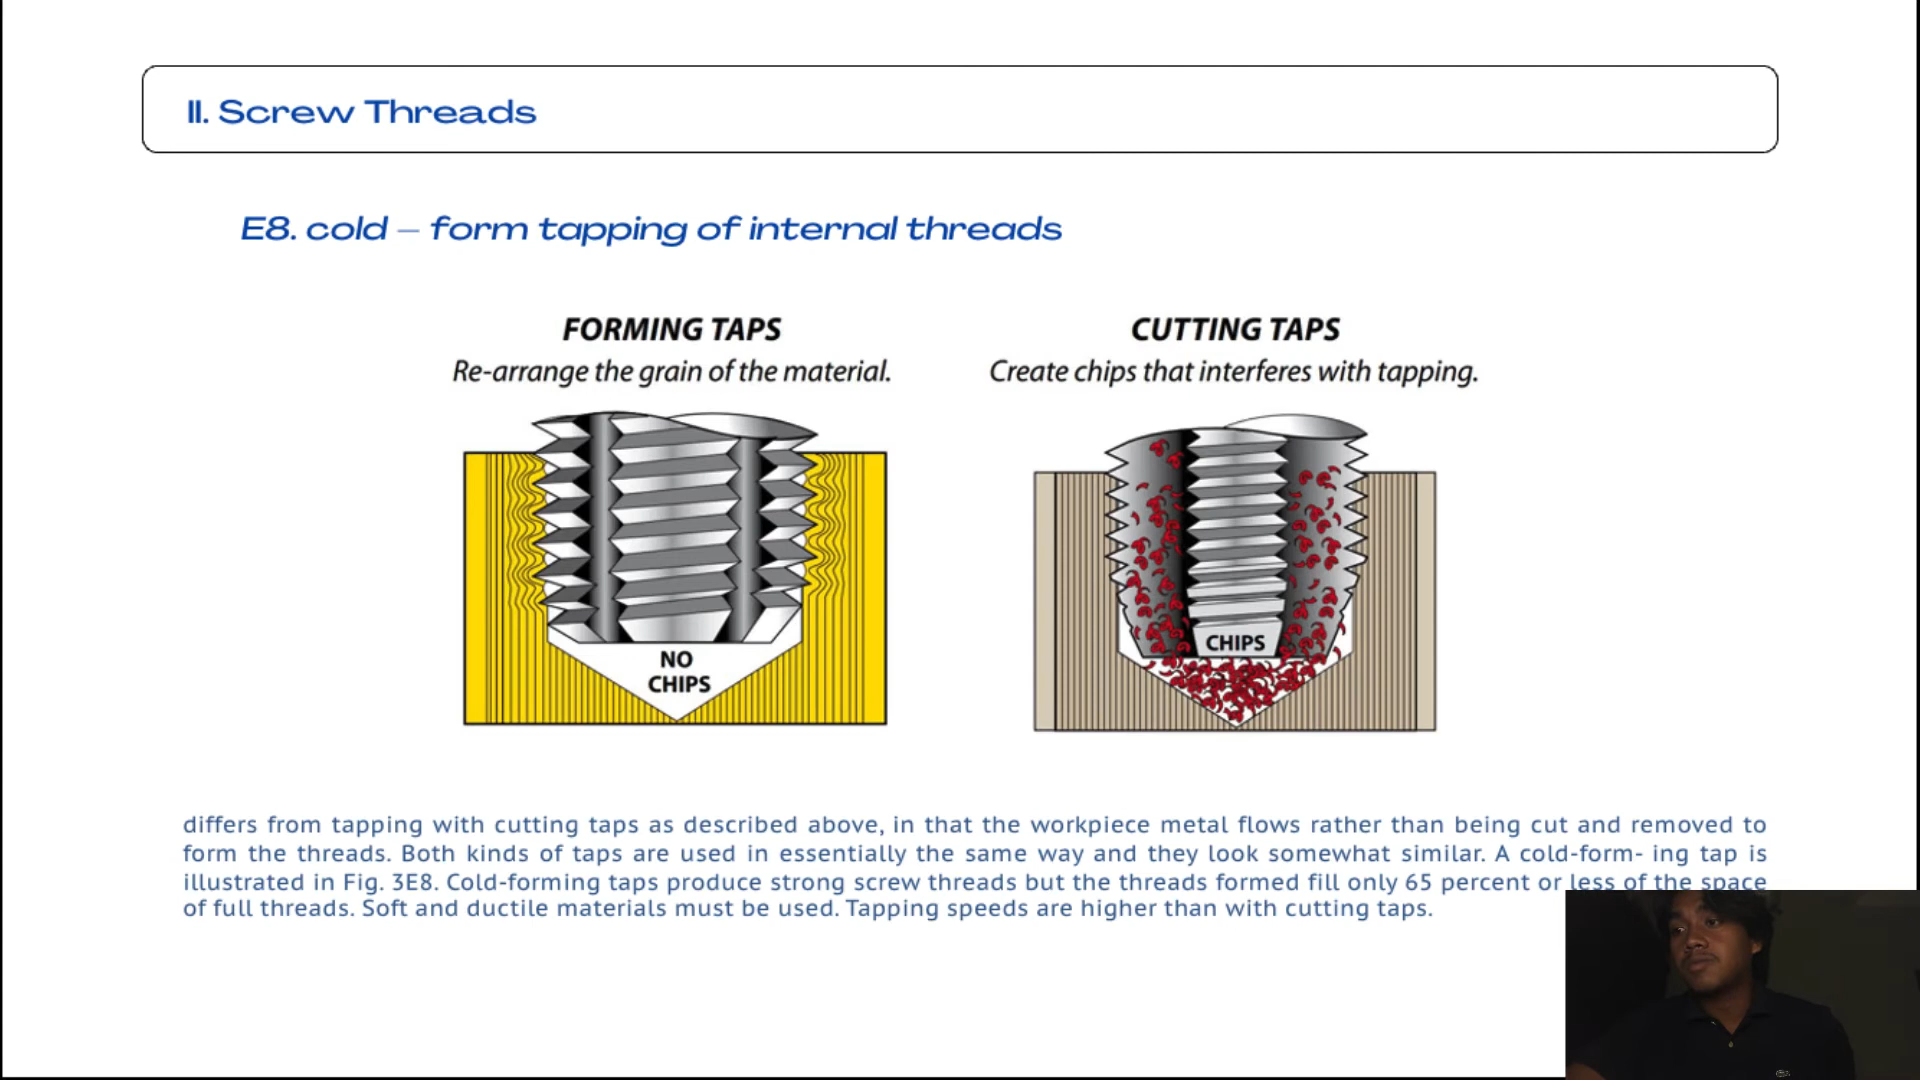 II. Screw Threads
E8. cold – form tapping of internal threads
FORMING TAPS
Re-arrange the grain of the material.
CUTTING TAPS
Create chips that interferes with tapping.
NO
CHIPS
CHIPS
differs from tapping with cutting taps as described above, in that the workpiece metal flows rather than being cut and removed to
form the threads. Both kinds of taps are used in essentially the same way and they look somewhat similar. A cold-form- ing tap is
illustrated in Fig. 3E8. Cold-forming taps produce strong screw threads but the threads formed fill only 65 percent or less of the space
of full threads. Soft and ductile materials must be used. Tapping speeds are higher than with cutting taps.